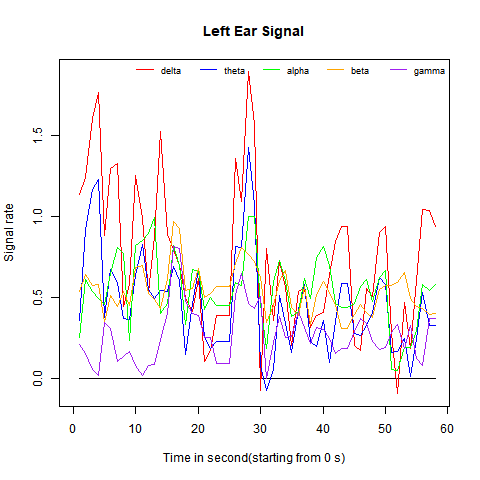 Left Ear Signal
delta theta alpha beta gamma
Signal rate
0.0 0.5 1.0 1.5
0 10 20 30 40 50 60
Time in second(starting from 0 s)